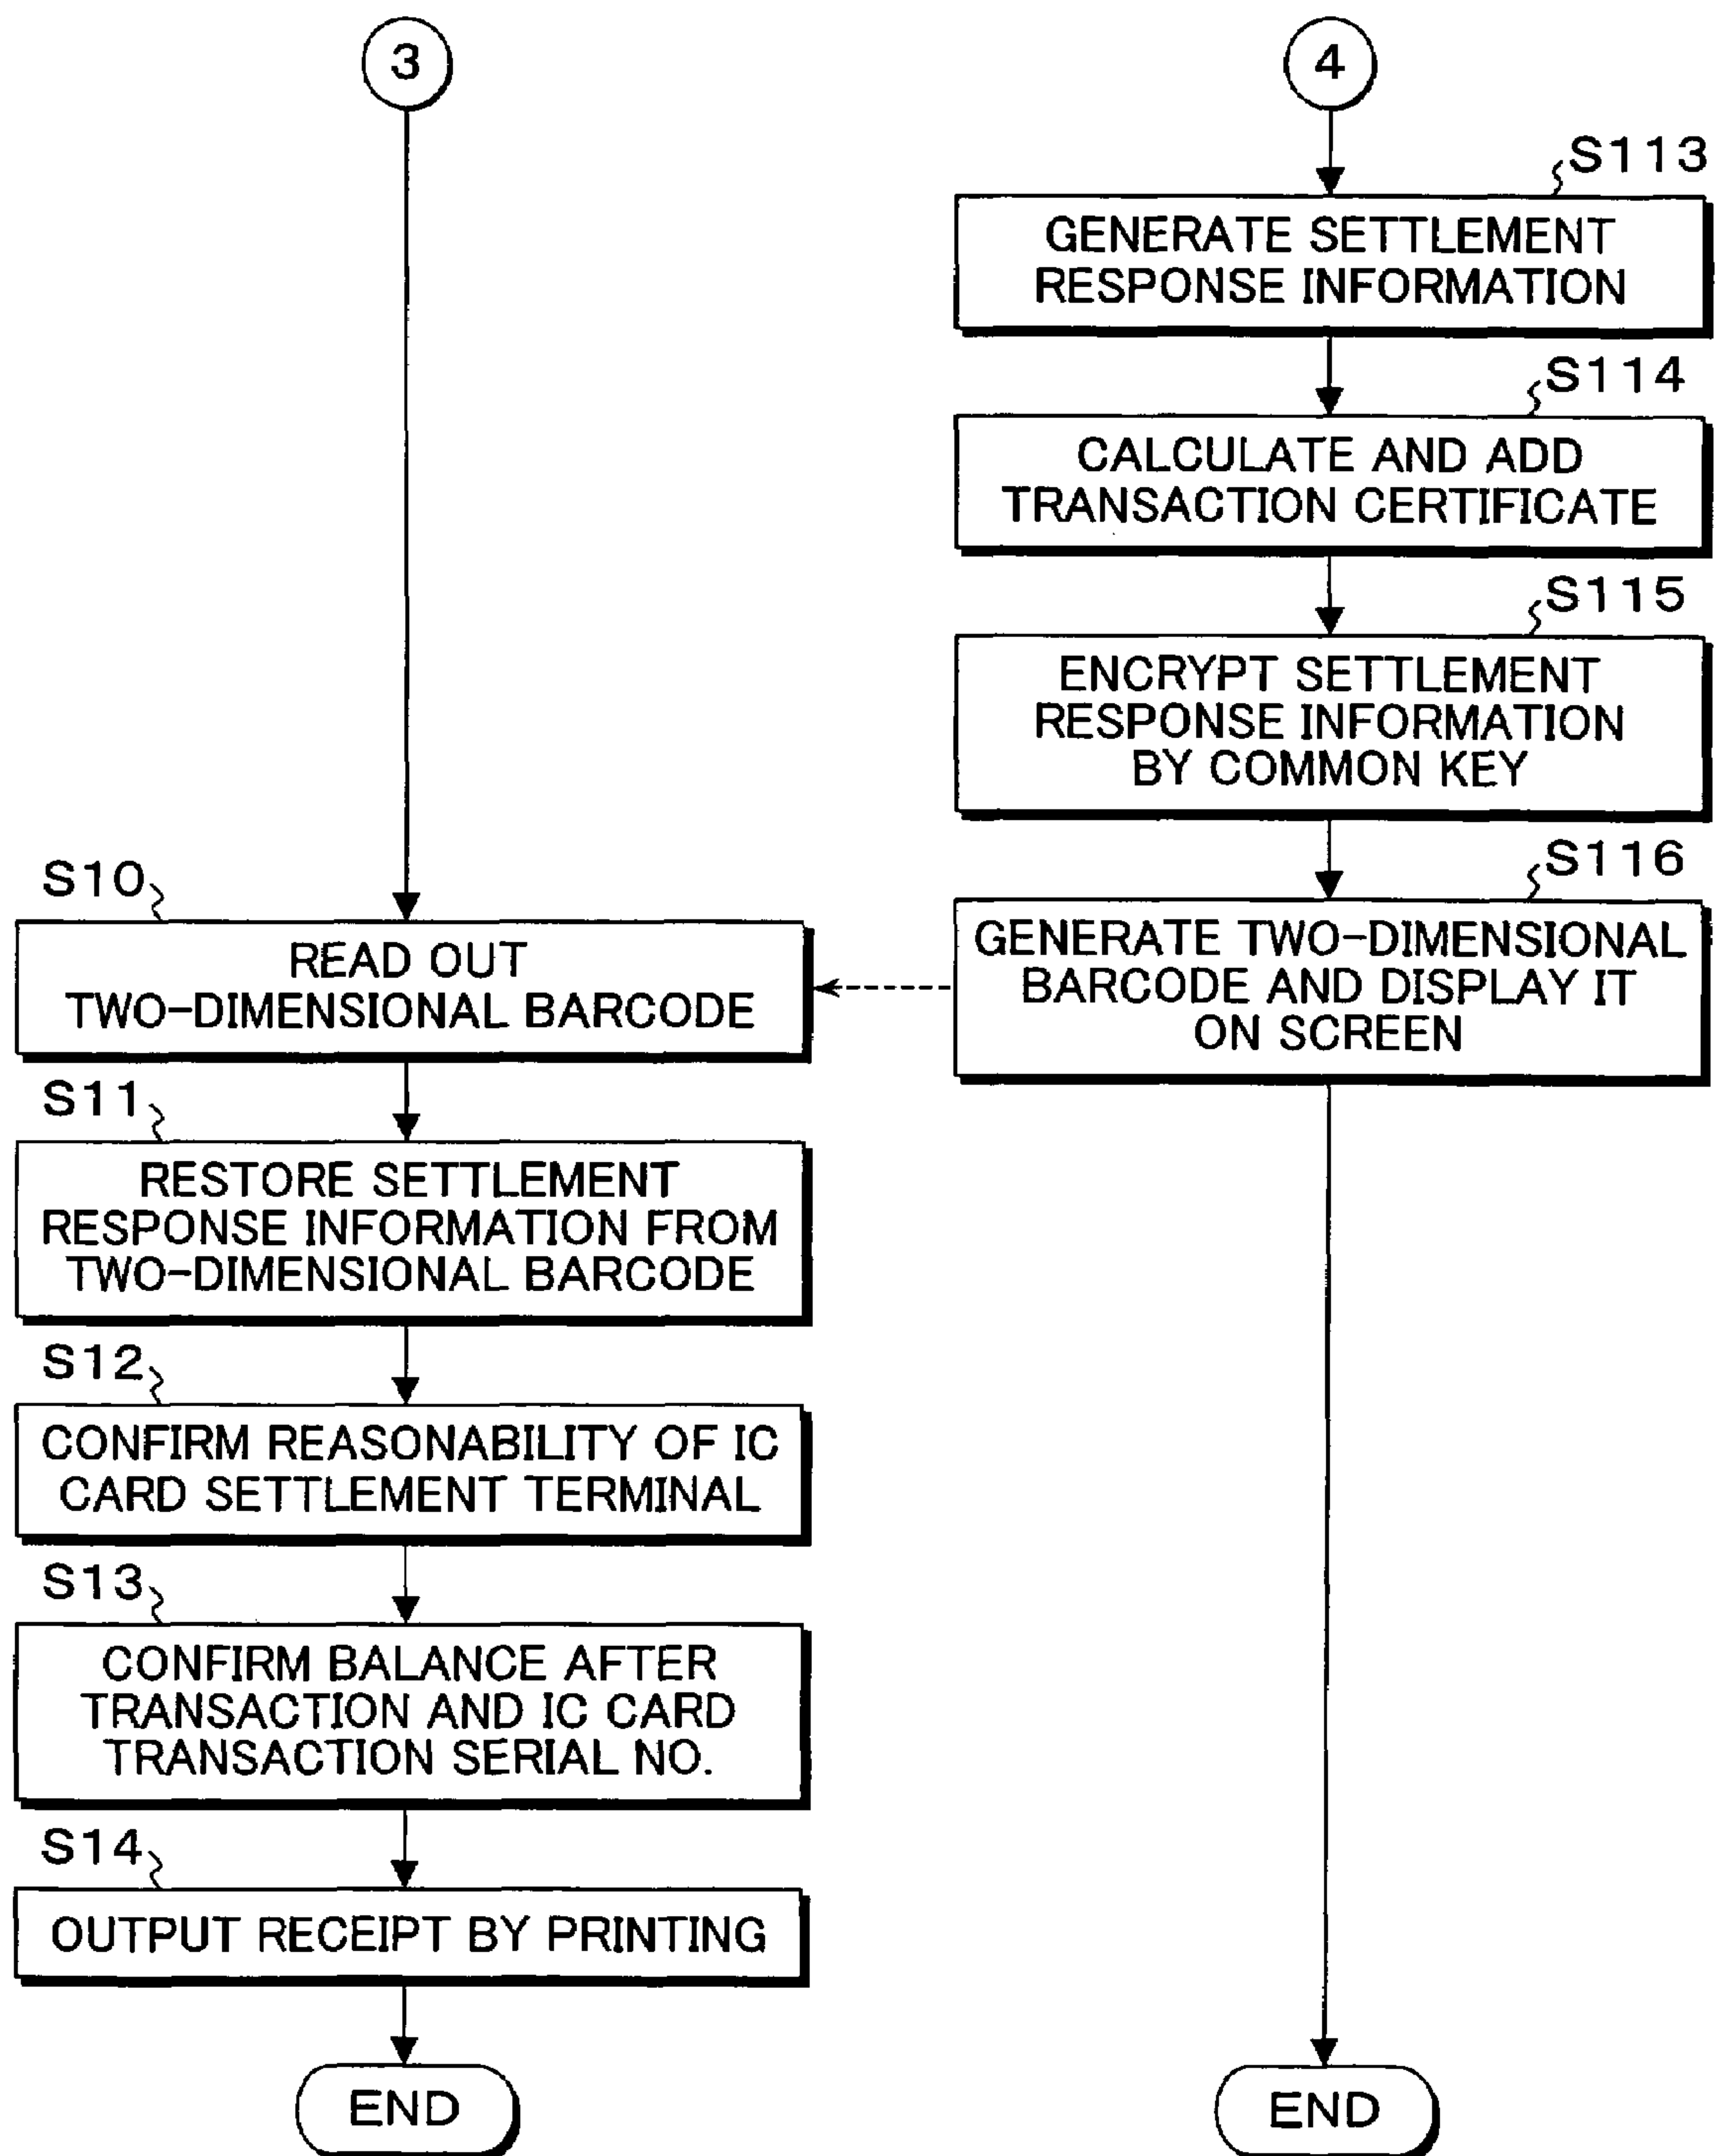 3
4
S113
GENERATE SETTLEMENT
RESPONSE INFORMATION
S114
CALCULATE AND ADD
TRANSACTION CERTIFICATE
S115
ENCRYPT SETTLEMENT
RESPONSE INFORMATION
BY COMMON KEY
S116
GENERATE TWO-DIMENSIONAL
BARCODE AND DISPLAY IT
ON SCREEN
S10
READ OUT
TWO-DIMENSIONAL BARCODE
S11
RESTORE SETTLEMENT
RESPONSE INFORMATION FROM
TWO-DIMENSIONAL BARCODE
S12
CONFIRM REASONABILITY OF IC
CARD SETTLEMENT TERMINAL
S13
CONFIRM BALANCE AFTER
TRANSACTION AND IC CARD
TRANSACTION SERIAL NO.
S14
OUTPUT RECEIPT BY PRINTING
END
END